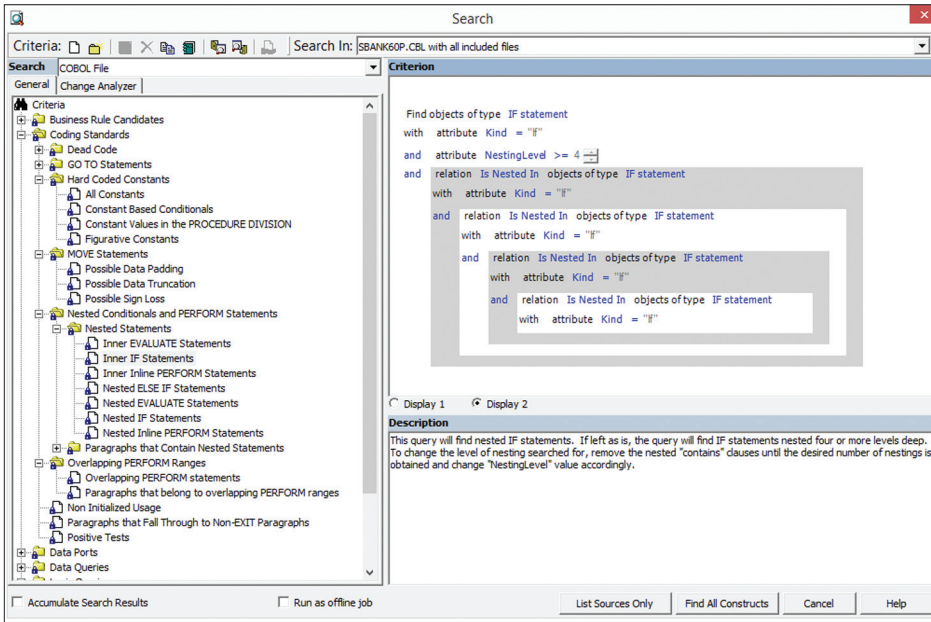 Search
Criteria:
Search In: SBANK60P.CBL with all included files
Search COBOL File
General Change Analyzer
Criteria
Business Rule Candidates
Coding Standards
Dead Code
GO TO Statements
Hard Coded Constants
All Constants
Constant Based Conditionals
Constant Values in the PROCEDURE DIVISION
Figurative Constants
MOVE Statements
Possible Data Padding
Possible Data Truncation
Possible Sign Loss
Nested Conditionals and PERFORM Statements
Nested Statements
Inner EVALUATE Statements
Inner IF Statements
Inner Inline PERFORM Statements
Nested ELSE IF Statements
Nested EVALUATE Statements
Nested IF Statements
Nested Inline PERFORM Statements
Paragraphs that Contain Nested Statements
Overlapping PERFORM Ranges
Overlapping PERFORM statements
Paragraphs that belong to overlapping PERFORM ranges
Non Initialized Usage
Paragraphs that Fall Through to Non-EXIT Paragraphs
Positive Tests
Data Ports
Data Queries
Criterion
Find objects of type IF statement
with attribute Kind = "If"
and attribute NestingLevel >= 4
and relation Is Nested In objects of type IF statement
with attribute Kind = "If"
and relation Is Nested In objects of type IF statement
with attribute Kind = "If"
and relation Is Nested In objects of type IF statement
with attribute Kind = "If"
and relation Is Nested In objects of type IF statement
with attribute Kind = "If"
Display 1 Display 2
Description
This query will find nested IF statements. If left as is, the query will find IF statements nested four or more levels deep.
To change the level of nesting searched for, remove the nested "contains" clauses until the desired number of nestings is
obtained and change "NestingLevel" value accordingly.
Accumulate Search Results
Run as offline job
List Sources Only
Find All Constructs
Cancel
Help